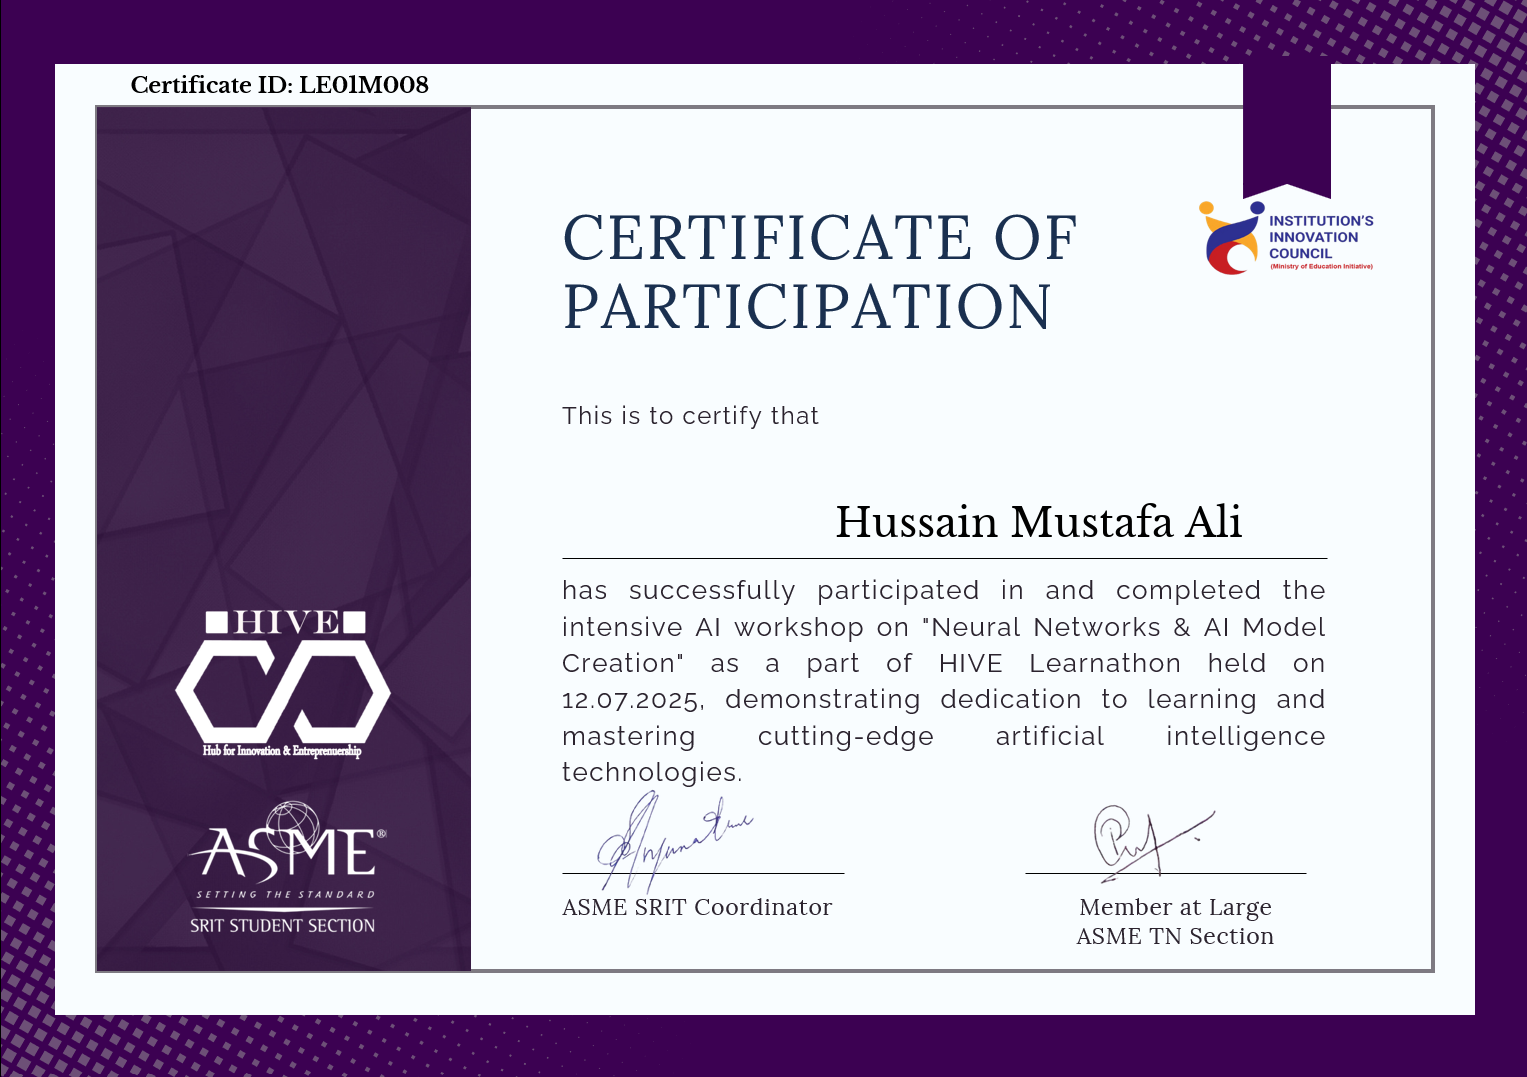 Certificate ID: LE01M008
CERTIFICATE OF
PARTICIPATION
INSTITUTION'S
INNOVATION
COUNCIL
(Ministry of Education Initiative)
This is to certify that
Hussain Mustafa Ali
has successfully participated in and completed the
intensive AI workshop on "Neural Networks & AI Model
Creation" as a part of HIVE Learnathon held on
12.07.2025, demonstrating dedication to learning and
mastering cutting-edge artificial intelligence
technologies.
HIVE
Hub for Innovation & Entreprenuership
ASME®
SETTING THE STANDARD
SRIT STUDENT SECTION
ASME SRIT Coordinator
Member at Large
ASME TN Section